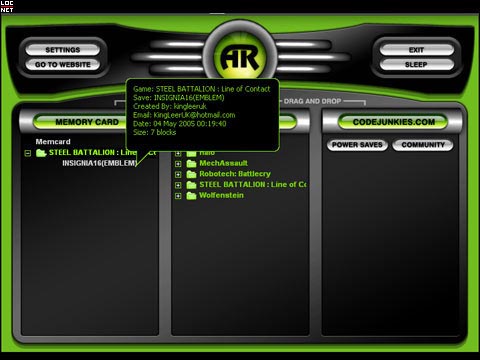 LOC
NET
SETTINGS
GO TO WEBSITE
AR
EXIT
SLEEP
Game: STEEL BATTALION : Line of Contact
Save: INSIGNIA16(EMBLEM)
Created By: kingleeruk
Email: KingLeerUk@hotmail.com
Date: 04 May 2005 00:19:40
Size: 7 blocks
DRAG AND DROP
MEMORY CARD
CODEJUNKIES.COM
Memcard
STEEL BATTALION : Line of Cont
INSIGNIA16(EMBLEM)
Halo
MechAssault
Robotech: Battlecry
STEEL BATTALION : Line of Co
Wolfenstein
POWER SAVES
COMMUNITY